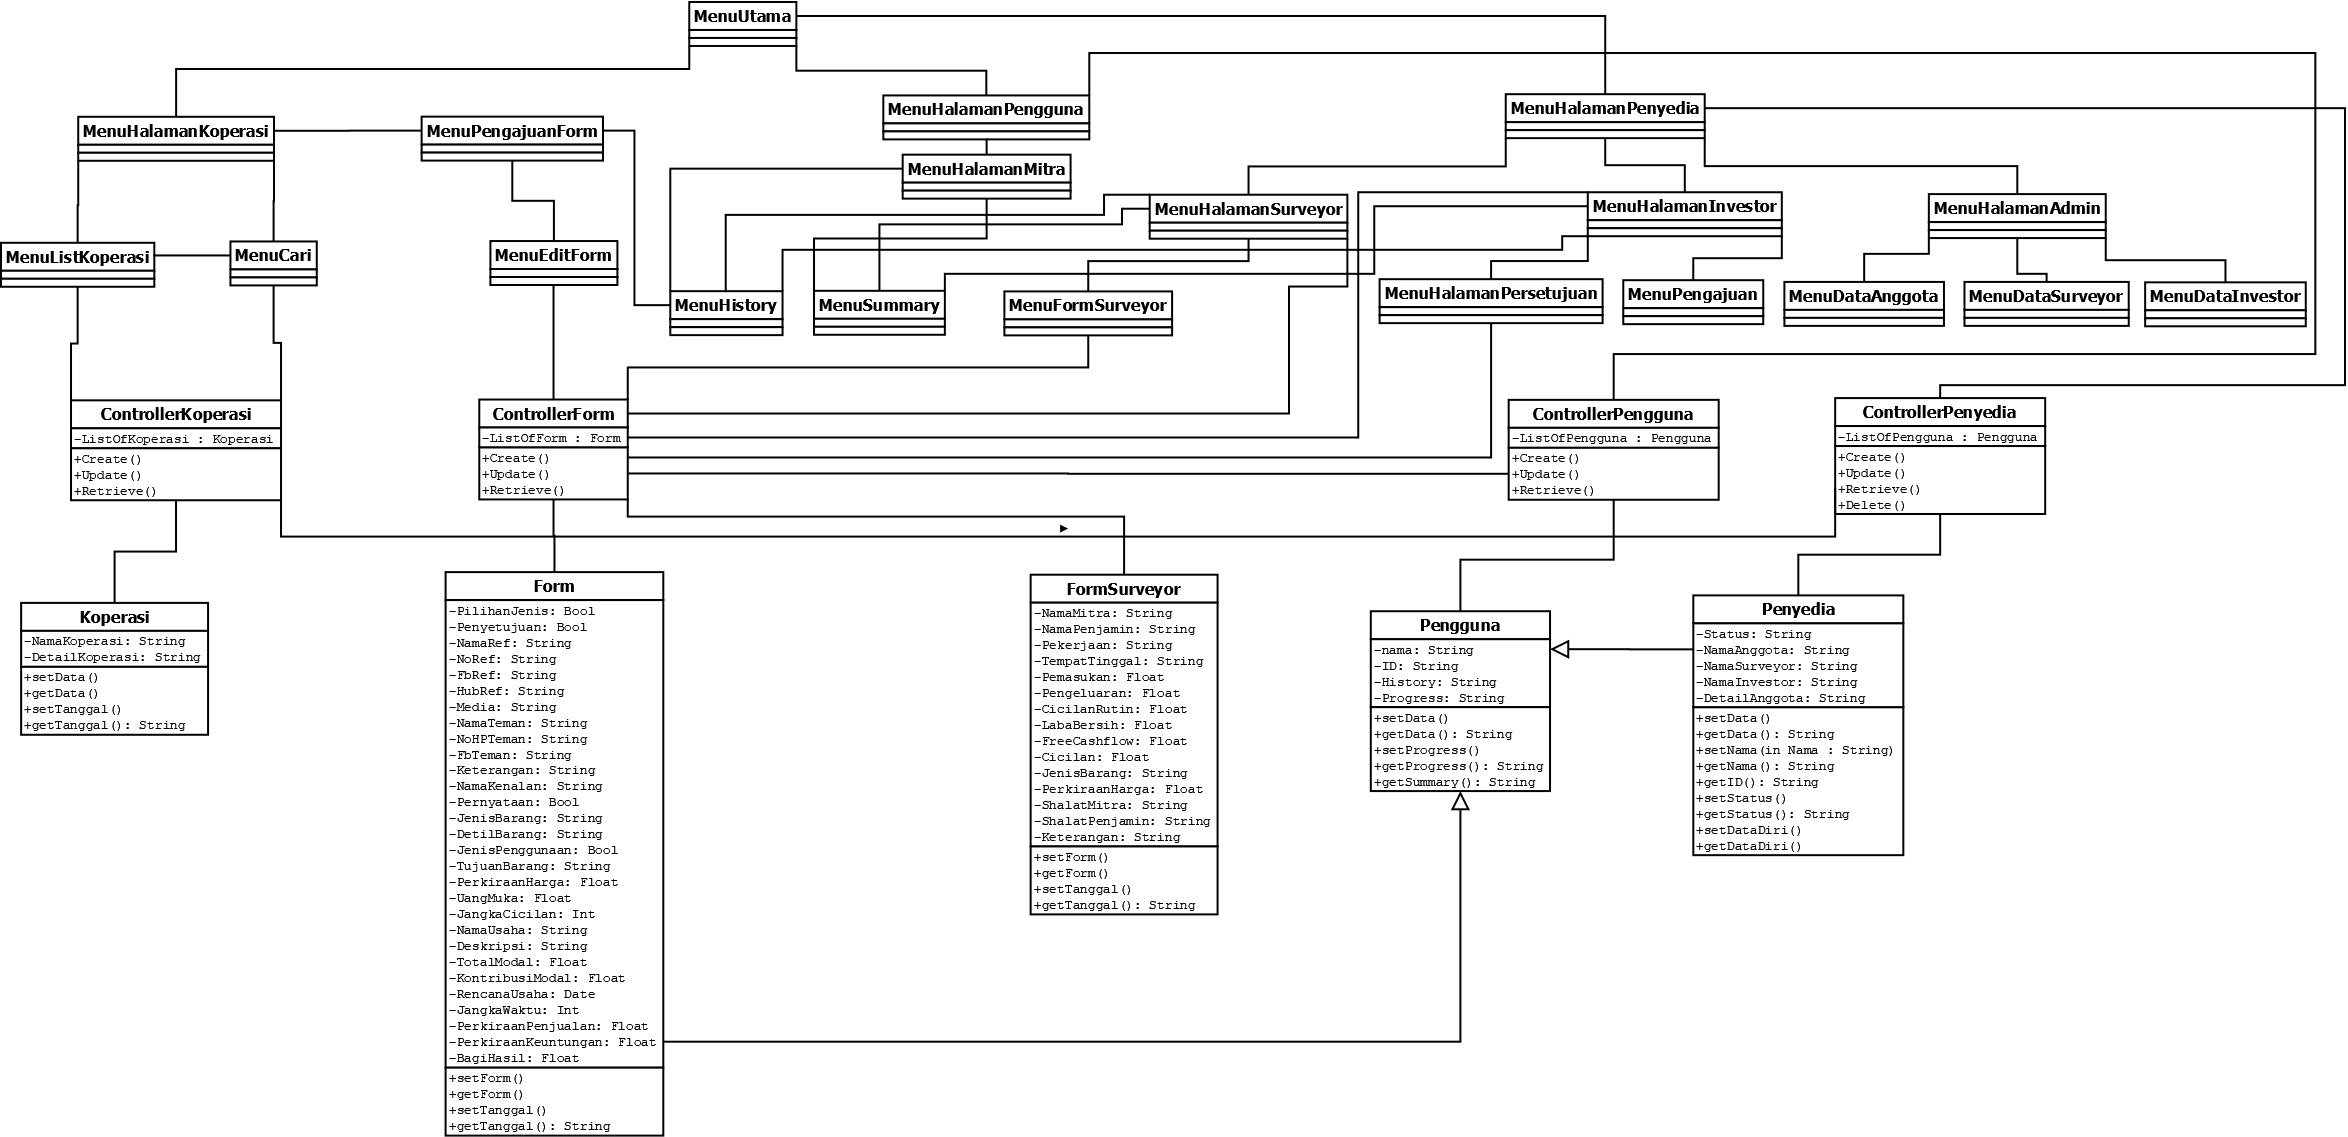 MenuUtama
MenuHalamanPengguna
MenuHalamanPenyedia
MenuHalamanKoperasi
MenuPengajuanForm
MenuHalamanMitra
MenuHalamanSurveyor
MenuHalamanInvestor
MenuHalamanAdmin
MenuListKoperasi
MenuCari
MenuEditForm
MenuHistory
MenuSummary
MenuFormSurveyor
MenuHalamanPersetujuan
MenuPengajuan
MenuDataAnggota
MenuDataSurveyor
MenuDataInvestor
ControllerKoperasi
-ListOfKoperasi : Koperasi
+Create()
+Update()
+Retrieve()
ControllerForm
-ListOfForm : Form
+Create()
+Update()
+Retrieve()
ControllerPengguna
-ListOfPengguna : Pengguna
+Create()
+Update()
+Retrieve()
ControllerPenyedia
-ListOfPengguna : Pengguna
+Create()
+Update()
+Retrieve()
+Delete()
Koperasi
-NamaKoperasi: String
-DetailKoperasi: String
+setData()
+getData()
+setTanggal()
+getTanggal(): String
Form
-PilihanJenis: Bool
-Penyetujuan: Bool
-NamaRef: String
-NoRef: String
-FbRef: String
-HubRef: String
-Media: String
-NamaTeman: String
-NoHPTeman: String
-FbTeman: String
-Keterangan: String
-NamaKenalan: String
-Pernyataan: Bool
-JenisBarang: String
-DetilBarang: String
-JenisPenggunaan: Bool
-TujuanBarang: String
-PerkiraanHarga: Float
-UangMuka: Float
-JangkaCicilan: Int
-NamaUsaha: String
-Deskripsi: String
-TotalModal: Float
-KontribusiModal: Float
-RencanaUsaha: Date
-JangkaWaktu: Int
-PerkiraanPenjualan: Float
-PerkiraanKeuntungan: Float
-BagiHasil: Float
+setForm()
+getForm()
+setTanggal()
+getTanggal(): String
FormSurveyor
-NamaMitra: String
-NamaPenjamin: String
-Pekerjaan: String
-TempatTinggal: String
-Pemasukan: Float
-Pengeluaran: Float
-CicilanRutin: Float
-LabaBersih: Float
-FreeCashflow: Float
-Cicilan: Float
-JenisBarang: String
-PerkiraanHarga: Float
-ShalatMitra: String
-ShalatPenjamin: String
-Keterangan: String
+setForm()
+getForm()
+setTanggal()
+getTanggal(): String
Pengguna
-nama: String
-ID: String
-History: String
-Progress: String
+setData()
+getData(): String
+setProgress()
+getProgress(): String
+getSummary(): String
Penyedia
-Status: String
-NamaAnggota: String
-NamaSurveyor: String
-NamaInvestor: String
-DetailAnggota: String
+setData()
+getData(): String
+setNama(in Nama : String)
+getNama(): String
+getID(): String
+setStatus()
+getStatus(): String
+setDataDiri()
+getDataDiri()